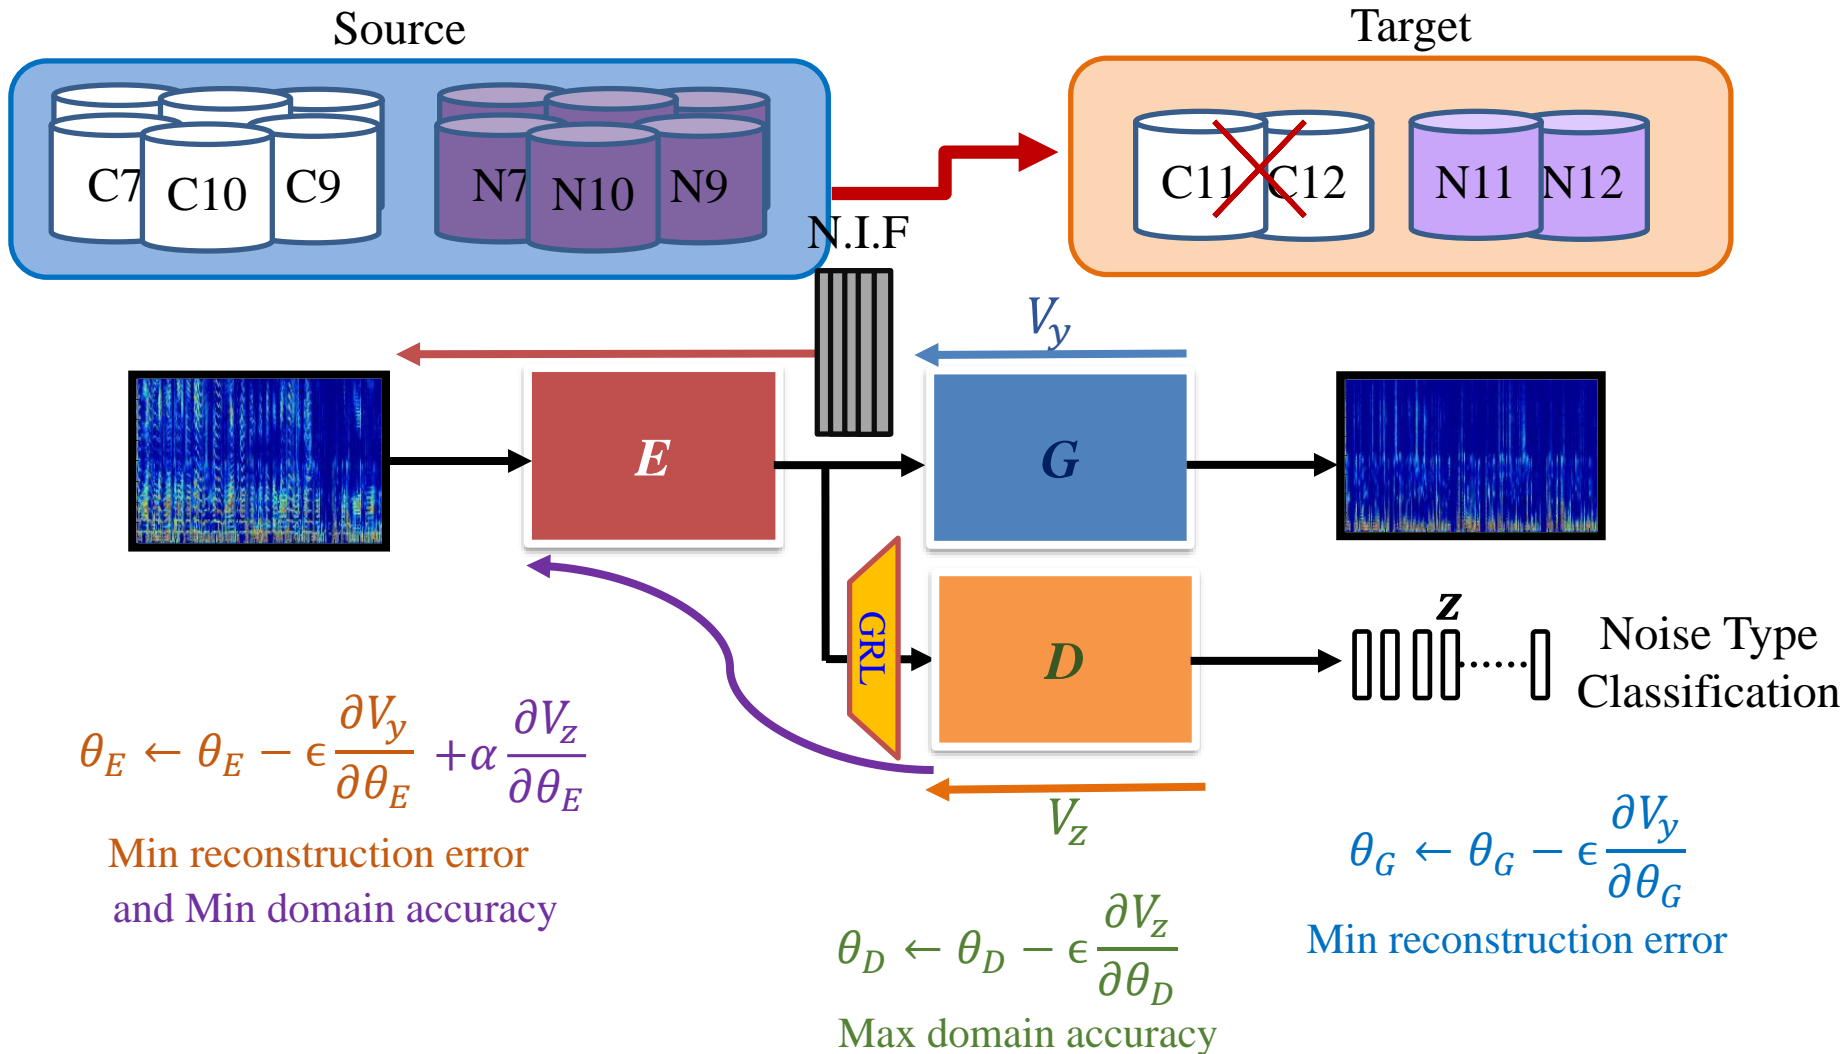 Source
Target
C7 C10 C9
N7 N10 N9
C11 C12
N11 N12
N.I.F
V_y
E
G
GRL
D
z
......
Noise Type
Classification
θ_E ← θ_E − ϵ ∂V_y/∂θ_E +α ∂V_z/∂θ_E
Min reconstruction error
and Min domain accuracy
V_z
θ_G ← θ_G − ϵ ∂V_y/∂θ_G
Min reconstruction error
θ_D ← θ_D − ϵ ∂V_z/∂θ_D
Max domain accuracy